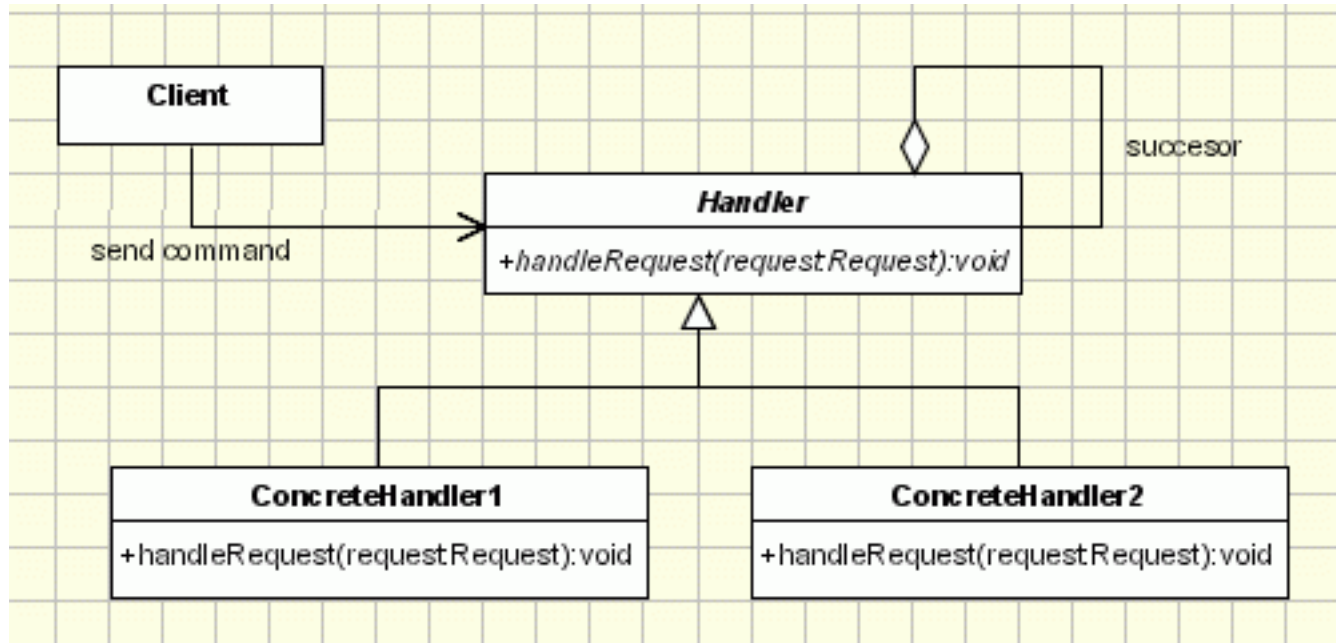 Client
succesor
Handler
send command
+handleRequest(request:Request):void
ConcreteHandler1
ConcreteHandler2
+handleRequest(request:Request):void
+handleRequest(request:Request):void